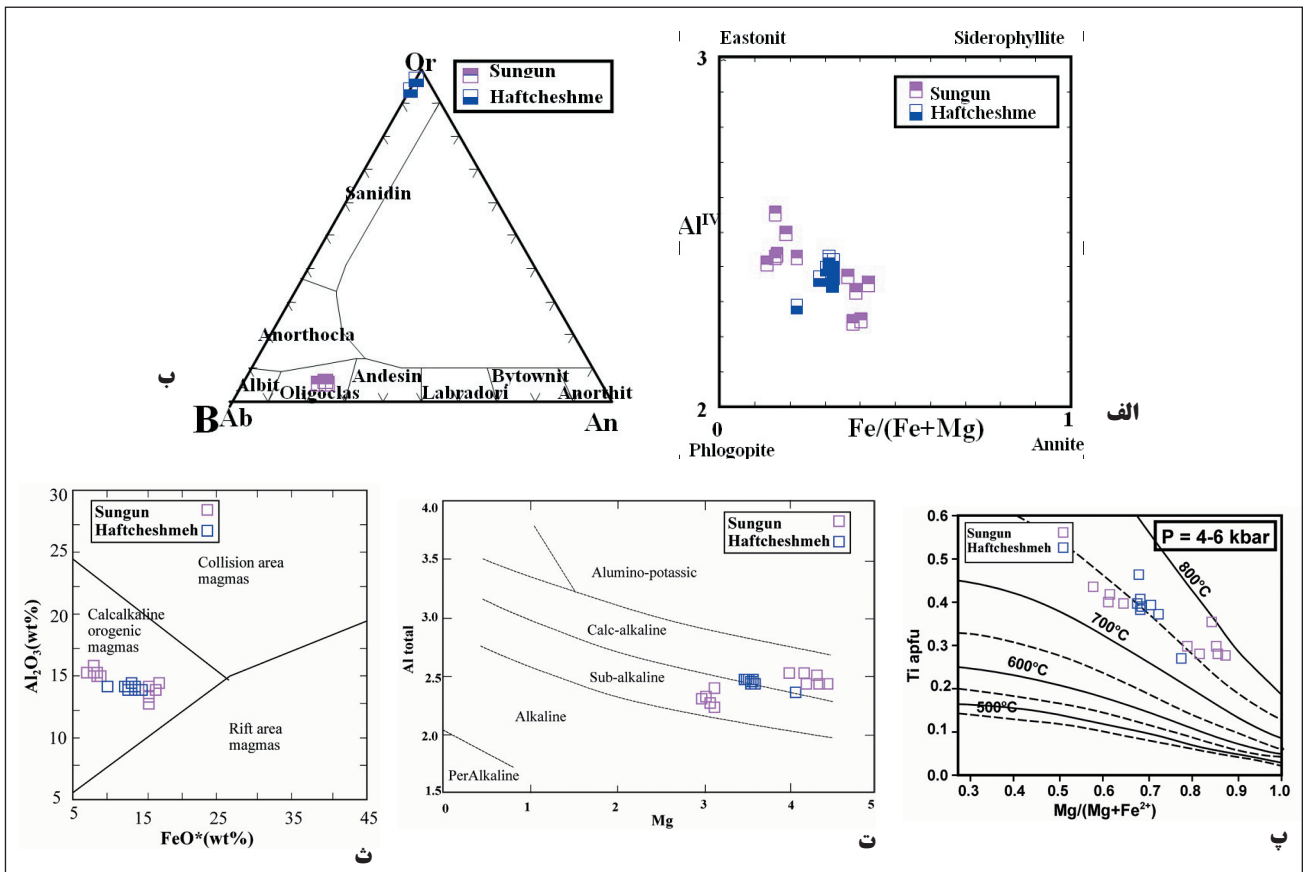 Or
Sungun
Haftcheshme
Sanidin
Anorthocla
Albit
Oligoclas
Andesin
Labradori
Bytownit
Anorthit
B
Ab
An
ب
Eastonit
Siderophyllite
3
Sungun
Haftcheshme
Al^IV
2
0
Fe/(Fe+Mg)
1
Phlogopite
Annite
الف
30
25
20
15
10
5
Al₂O₃(wt%)
Sungun
Haftcheshmeh
Collision area
magmas
Calcalkaline
orogenic
magmas
Rift area
magmas
5
15
25
35
45
FeO*(wt%)
ث
4.0
3.5
3.0
2.5
2.0
1.5
Al total
Sungun
Haftcheshmeh
Alumino-potassic
Calc-alkaline
Sub-alkaline
Alkaline
PerAlkaline
0
1
2
3
4
5
Mg
ت
0.6
0.5
0.4
0.3
0.2
0.1
0.0
Ti apfu
Sungun
Haftcheshmeh
P = 4-6 kbar
800°C
700°C
600°C
500°C
0.3
0.4
0.5
0.6
0.7
0.8
0.9
1.0
Mg/(Mg+Fe²⁺)
پ